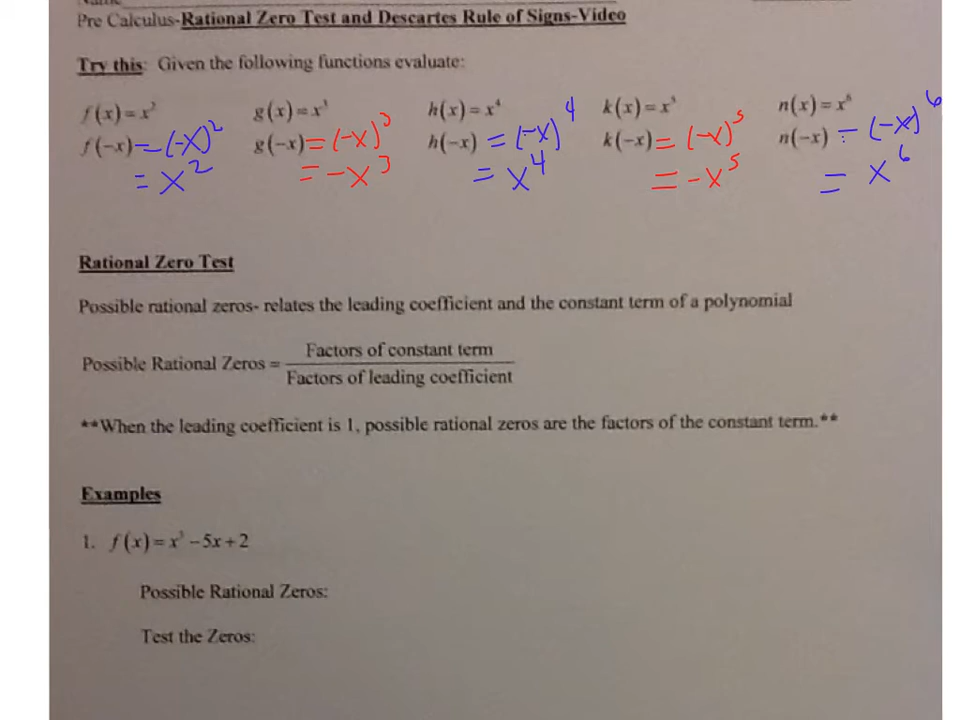 Pre Calculus-Rational Zero Test and Descartes Rule of Signs-Video
Try this: Given the following functions evaluate:
f(x)=x² g(x)=x³ h(x)=x⁴ k(x)=x⁵ n(x)=x⁶
f(-x)=(-x)² g(-x)=(-x)³ h(-x)=(-x)⁴ k(-x)=(-x)⁵ n(-x)=(-x)⁶
=x² =-x³ =x⁴ =-x⁵ =x⁶
Rational Zero Test
Possible rational zeros- relates the leading coefficient and the constant term of a polynomial
Possible Rational Zeros = Factors of constant term / Factors of leading coefficient
**When the leading coefficient is 1, possible rational zeros are the factors of the constant term.**
Examples
1. f(x)=x³-5x+2
Possible Rational Zeros:
Test the Zeros: